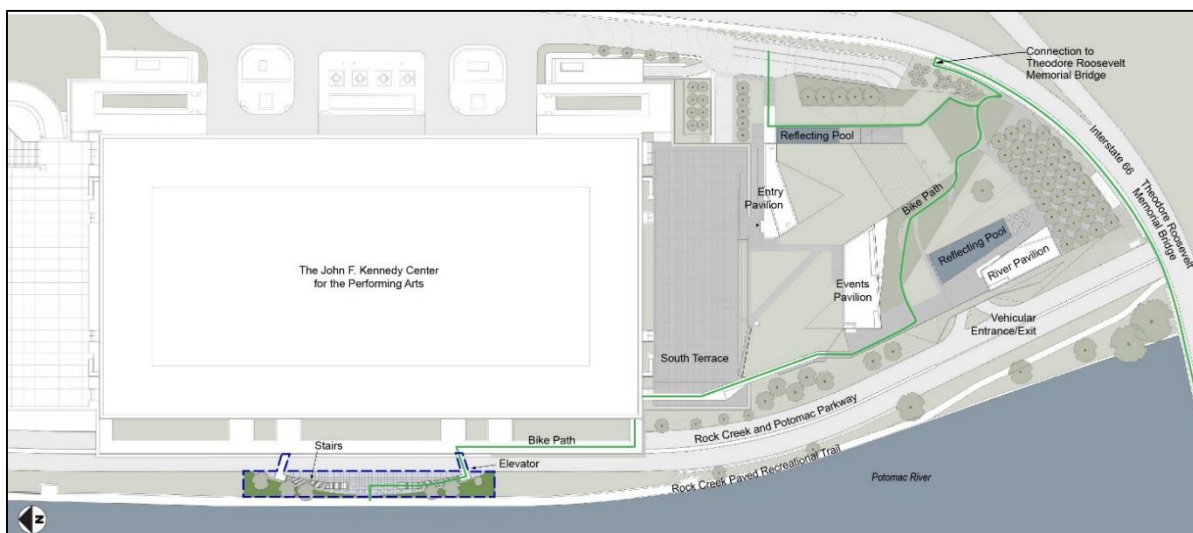 Connection to
Theodore Roosevelt
Memorial Bridge
Interstate 66
Theodore Roosevelt
Memorial Bridge
Reflecting Pool
Entry
Pavilion
Bike Path
Reflecting Pool
River Pavilion
The John F. Kennedy Center
for the Performing Arts
Events
Pavilion
Vehicular
Entrance/Exit
South Terrace
Rock Creek and Potomac Parkway
Bike Path
Stairs
Elevator
Rock Creek Paved Recreational Trail
Potomac River
N